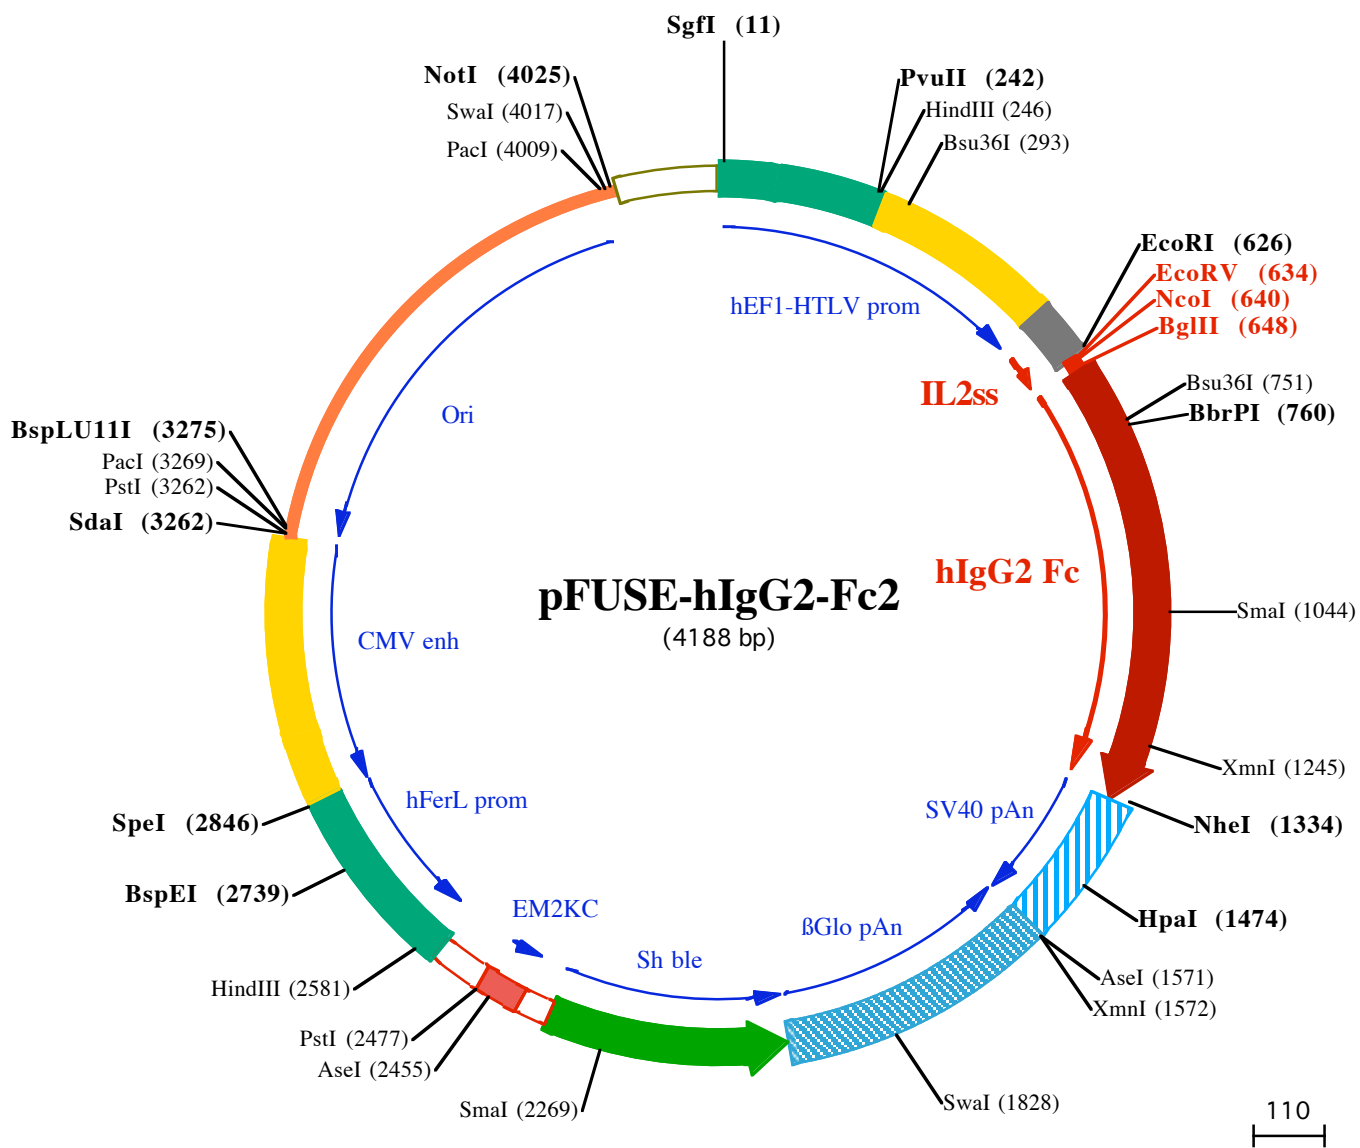 SgfI (11)
NotI (4025)
SwaI (4017)
PacI (4009)
PvuII (242)
HindIII (246)
Bsu36I (293)
EcoRI (626)
EcoRV (634)
NcoI (640)
BglII (648)
Bsu36I (751)
BbrPI (760)
hEF1-HTLV prom
IL2ss
Ori
BspLU11I (3275)
PacI (3269)
PstI (3262)
SdaI (3262)
pFUSE-hIgG2-Fc2
(4188 bp)
hIgG2 Fc
SmaI (1044)
CMV enh
XmnI (1245)
hFerL prom
SV40 pAn
SpeI (2846)
NheI (1334)
BspEI (2739)
HpaI (1474)
EM2KC
ßGlo pAn
Sh ble
HindIII (2581)
AseI (1571)
XmnI (1572)
PstI (2477)
AseI (2455)
SmaI (2269)
SwaI (1828)
110